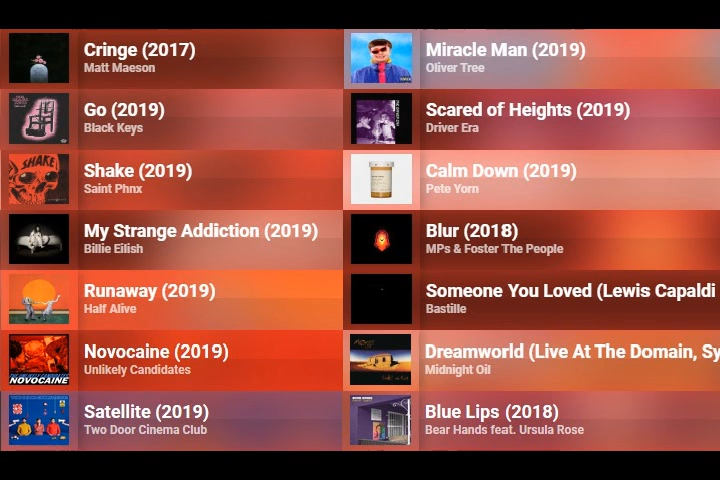 Cringe (2017)
Matt Maeson
Go (2019)
Black Keys
SHAKE
Shake (2019)
Saint Phnx
My Strange Addiction (2019)
Billie Eilish
Runaway (2019)
Half Alive
NOVOCAINE
Novocaine (2019)
Unlikely Candidates
Satellite (2019)
Two Door Cinema Club
Miracle Man (2019)
Oliver Tree
Scared of Heights (2019)
Driver Era
Calm Down (2019)
Pete Yorn
Blur (2018)
MPs & Foster The People
Someone You Loved (Lewis Capaldi
Bastille
Dreamworld (Live At The Domain, Sy
Midnight Oil
Blue Lips (2018)
Bear Hands feat. Ursula Rose